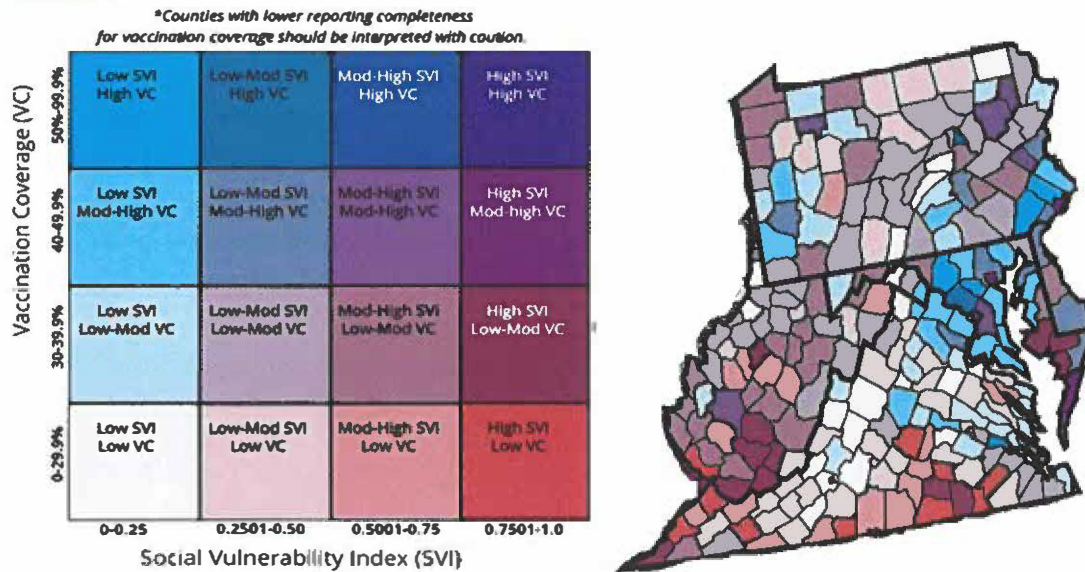 *Counties with lower reporting completeness
for vaccination coverage should be interpreted with caution.
Vaccination Coverage (VC)
50%-99.9%
Low SVI
High VC
Low-Mod SVI
High VC
Mod-High SVI
High VC
High SVI
High VC
40-49.9%
Low SVI
Mod-High VC
Low-Mod SVI
Mod-High VC
Mod-High SVI
Mod-High VC
High SVI
Mod-high VC
30-39.9%
Low SVI
Low-Mod VC
Low-Mod SVI
Low-Mod VC
Mod-High SVI
Low-Mod VC
High SVI
Low-Mod VC
0-29.9%
Low SVI
Low VC
Low-Mod SVI
Low VC
Mod-High SVI
Low VC
High SVI
Low VC
0-0.25
0.2501-0.50
0.5001-0.75
0.7501-1.0
Social Vulnerability Index (SVI)